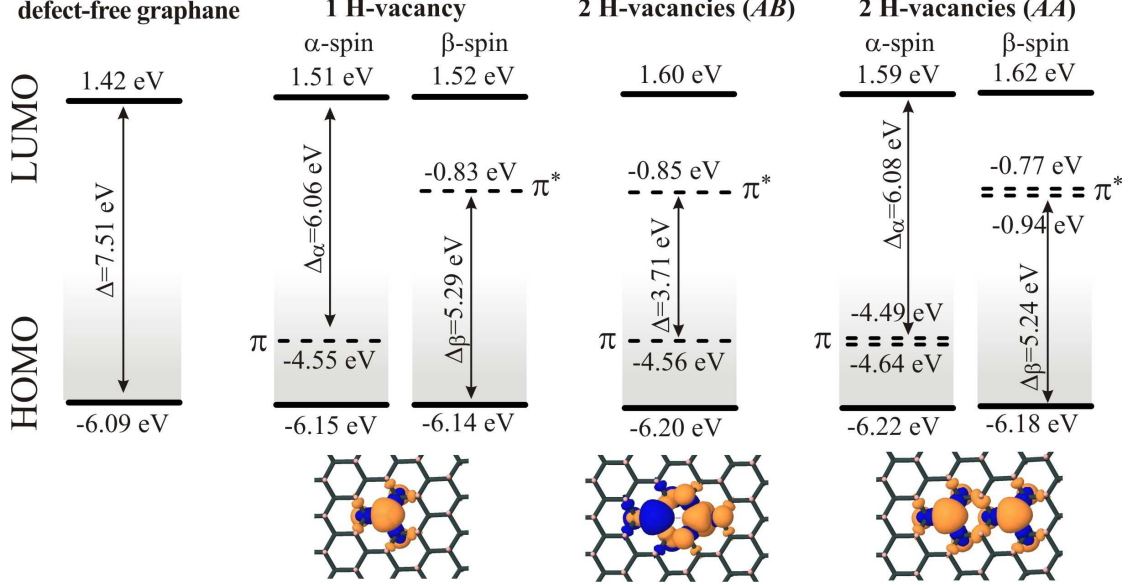 defect-free graphane
1 H-vacancy
2 H-vacancies (AB)
2 H-vacancies (AA)
α-spin
β-spin
α-spin
β-spin
LUMO
HOMO
1.42 eV
Δ=7.51 eV
-6.09 eV
1.51 eV
Δα=6.06 eV
π
-4.55 eV
-6.15 eV
1.52 eV
-0.83 eV
π*
Δβ=5.29 eV
-6.14 eV
1.60 eV
-0.85 eV
π*
Δ=3.71 eV
π
-4.56 eV
-6.20 eV
1.59 eV
Δα=6.08 eV
-4.49 eV
π
-4.64 eV
-6.22 eV
1.62 eV
-0.77 eV
π*
-0.94 eV
Δβ=5.24 eV
-6.18 eV